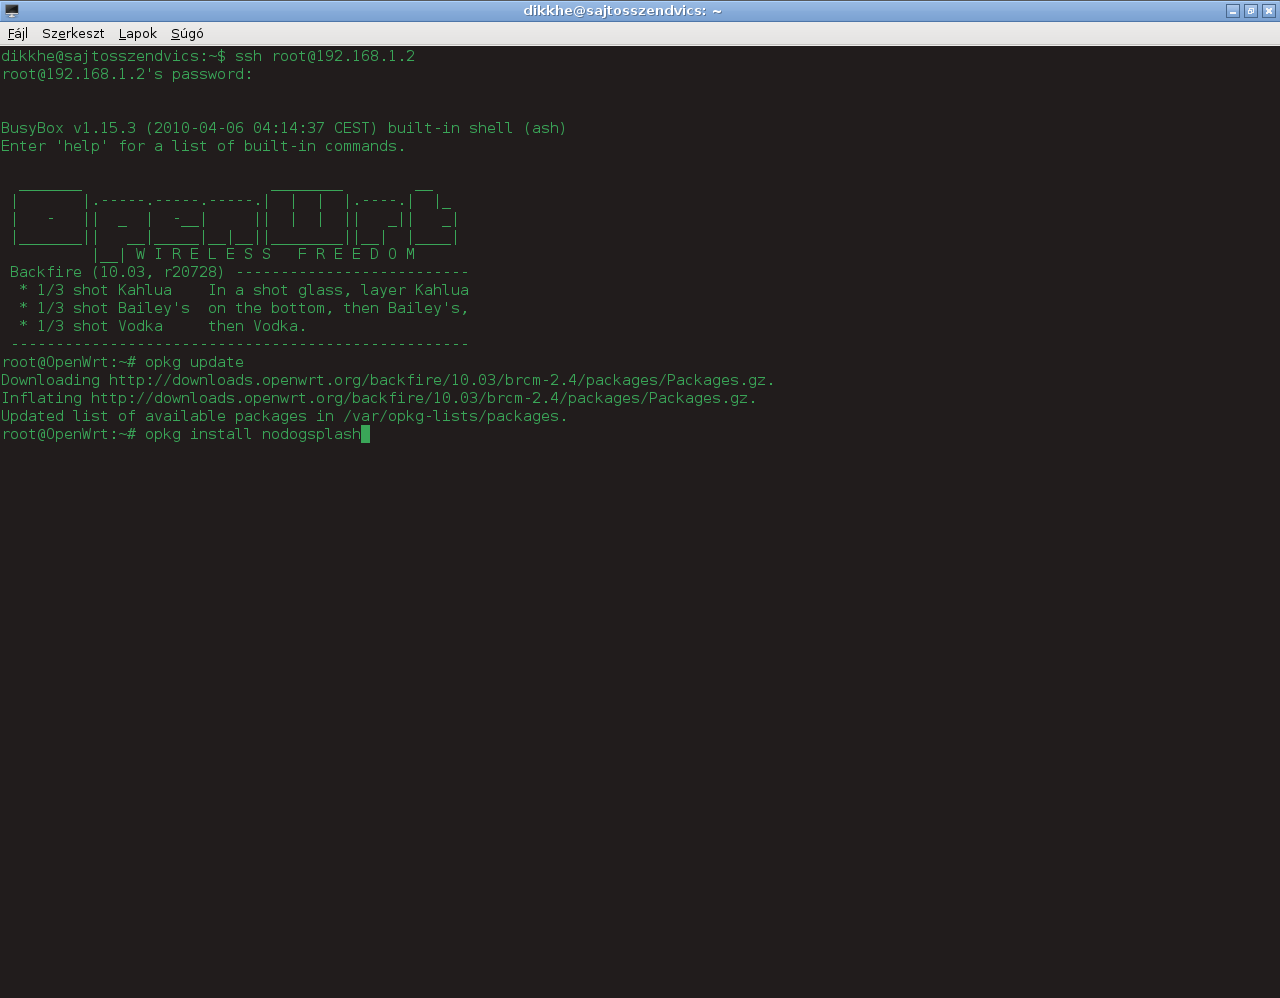 dikkhe@sajtosszendvics: ~
Fájl Szerkeszt Lapok Súgó
dikkhe@sajtosszendvics:~$ ssh root@192.168.1.2
root@192.168.1.2's password:
BusyBox v1.15.3 (2010-04-06 04:14:37 CEST) built-in shell (ash)
Enter 'help' for a list of built-in commands.
  _______                     ________        __
 |       |.-----.-----.-----.|  |  |  |.----.|  |_
 |   -   ||  _  |  -__|     ||  |  |  ||   _||   _|
 |_______||   __|_____|__|__||________||__|  |____|
          |__| W I R E L E S S   F R E E D O M
 Backfire (10.03, r20728) --------------------------
  * 1/3 shot Kahlua    In a shot glass, layer Kahlua
  * 1/3 shot Bailey's  on the bottom, then Bailey's,
  * 1/3 shot Vodka     then Vodka.
 ---------------------------------------------------
root@OpenWrt:~# opkg update
Downloading http://downloads.openwrt.org/backfire/10.03/brcm-2.4/packages/Packages.gz.
Inflating http://downloads.openwrt.org/backfire/10.03/brcm-2.4/packages/Packages.gz.
Updated list of available packages in /var/opkg-lists/packages.
root@OpenWrt:~# opkg install nodogsplash